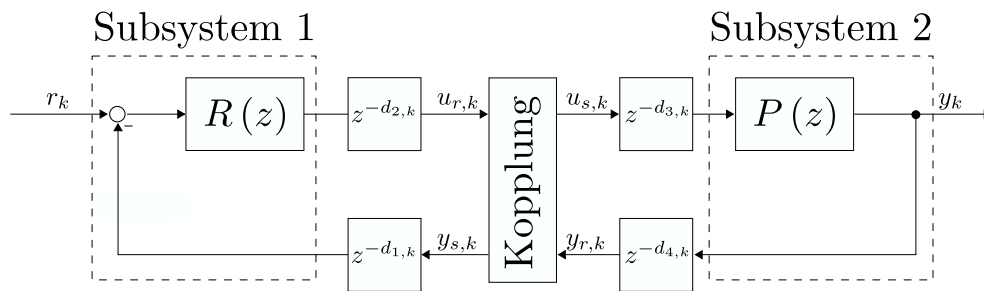 Subsystem 1
Subsystem 2
r_k
R (z)
z^{-d_{2,k}}
u_{r,k}
Kopplung
u_{s,k}
z^{-d_{3,k}}
P (z)
y_k
-
z^{-d_{1,k}}
y_{s,k}
y_{r,k}
z^{-d_{4,k}}